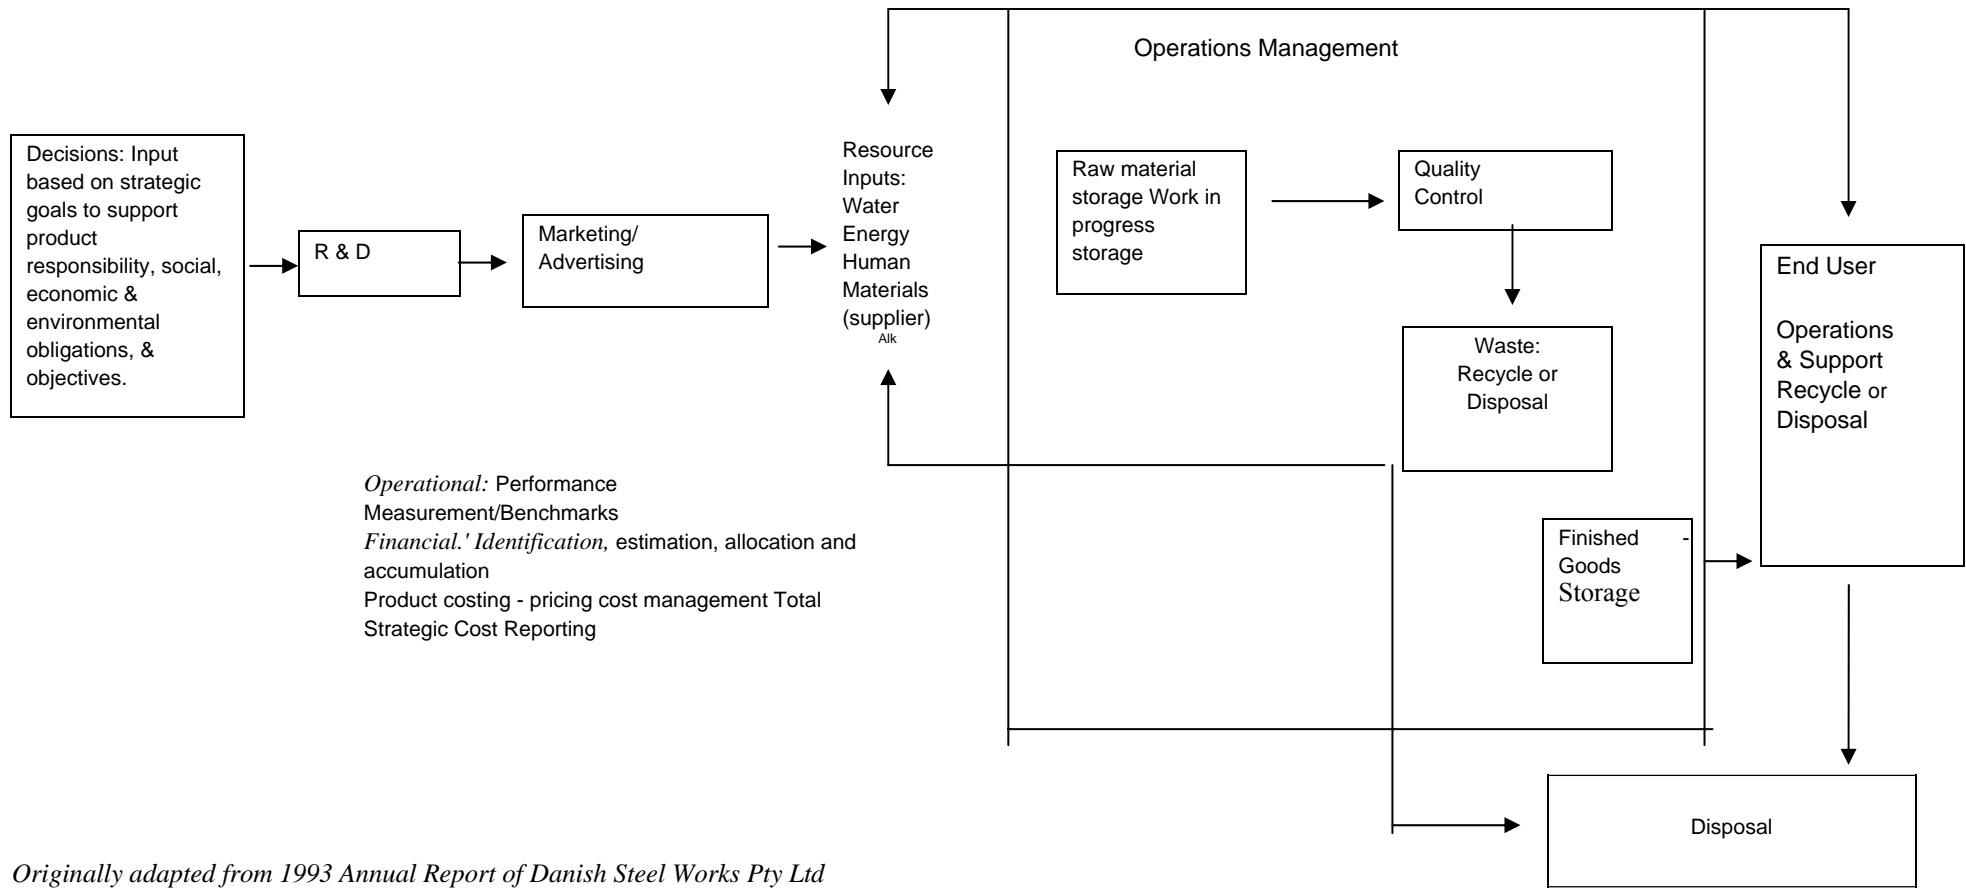 Operations Management
Decisions: Input
based on strategic
goals to support
product
responsibility, social,
economic &
environmental
obligations, &
objectives.
R & D
Marketing/
Advertising
Resource
Inputs:
Water
Energy
Human
Materials
(supplier)
Alk
Raw material
storage Work in
progress
storage
Quality
Control
Waste:
Recycle or
Disposal
Finished -
Goods
Storage
End User
Operations
& Support
Recycle or
Disposal
Operational: Performance
Measurement/Benchmarks
Financial.' Identification, estimation, allocation and
accumulation
Product costing - pricing cost management Total
Strategic Cost Reporting
Disposal
Originally adapted from 1993 Annual Report of Danish Steel Works Pty Ltd